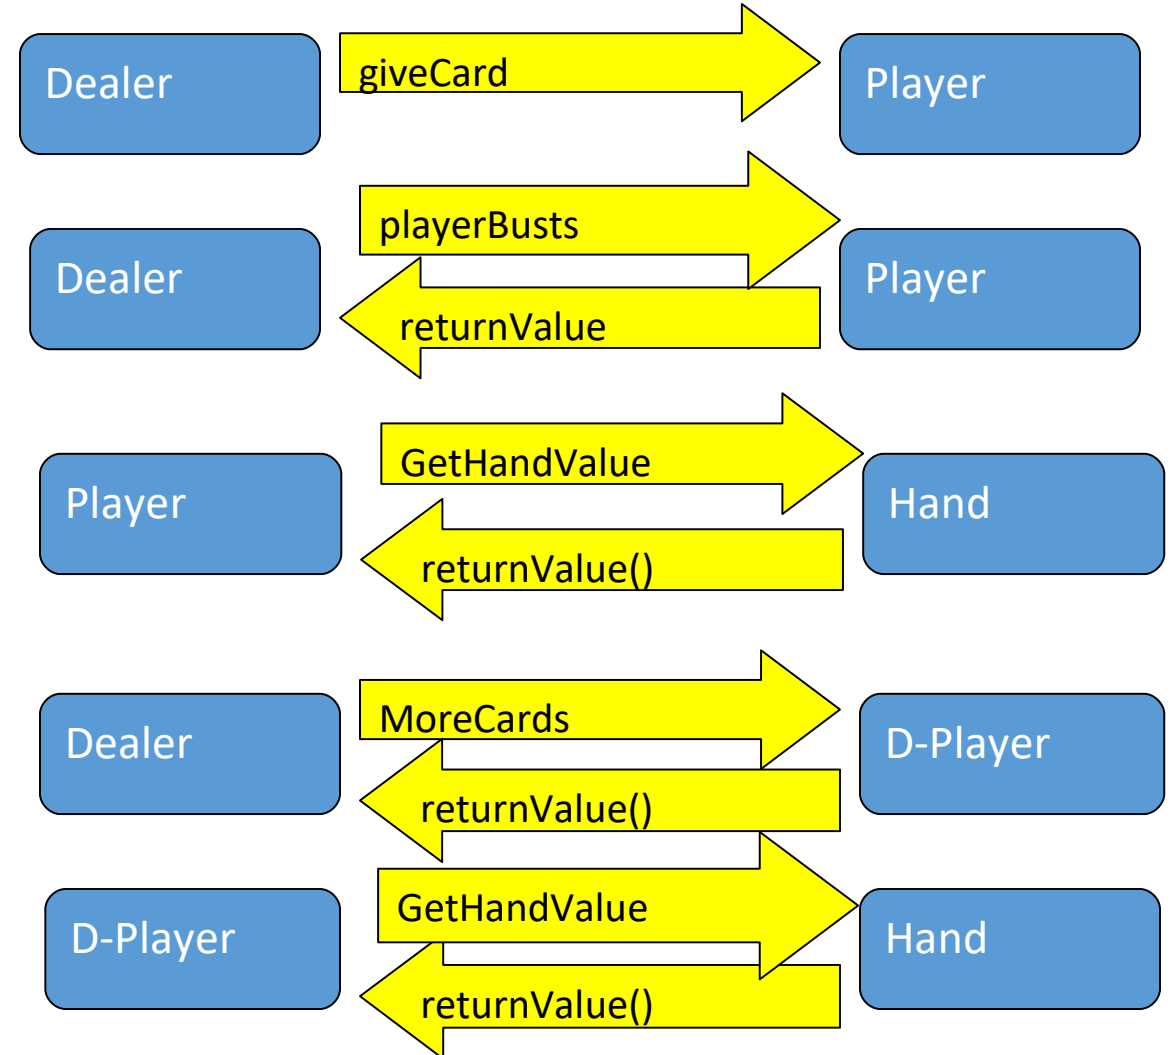 Dealer
giveCard
Player
playerBusts
Dealer
Player
returnValue
GetHandValue
Player
Hand
returnValue()
MoreCards
Dealer
D-Player
returnValue()
GetHandValue
D-Player
Hand
returnValue()